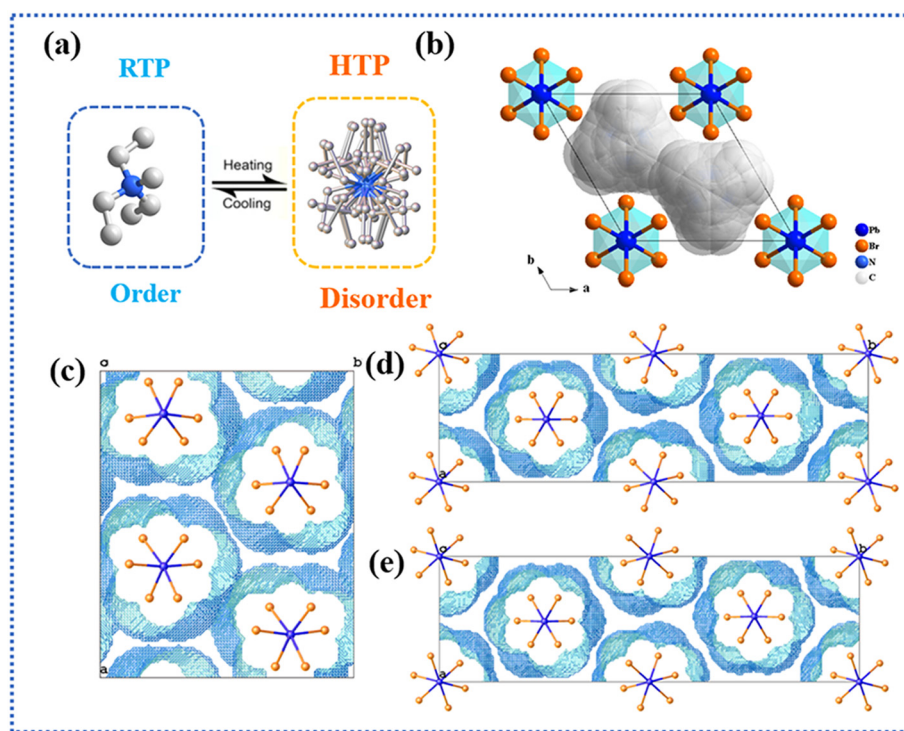 (a)
RTP
HTP
Heating
Cooling
Order
Disorder
(b)
b
a
Pb
Br
N
C
(c)
o
b
a
(d)
o
b
a
(e)
o
b
a